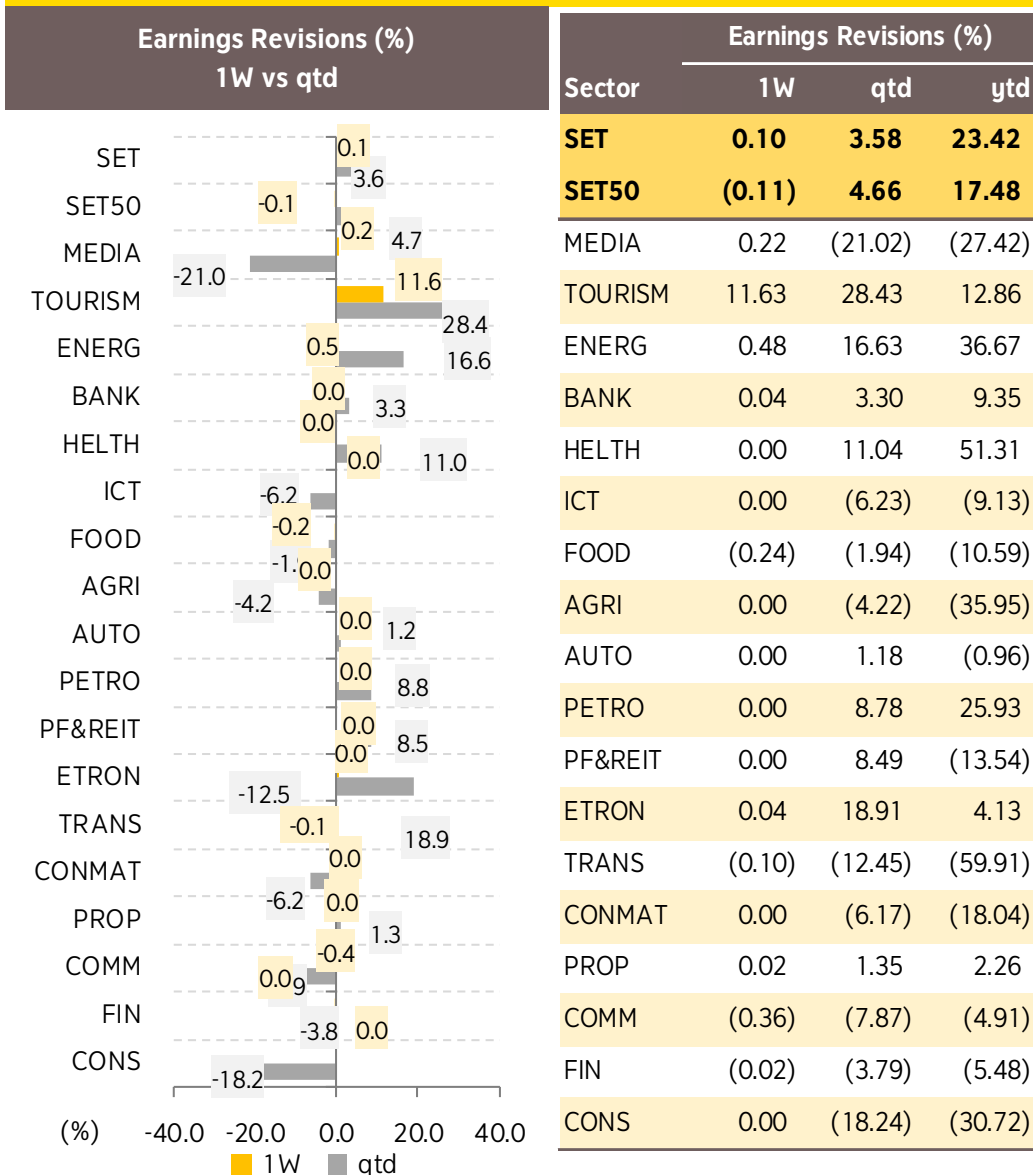 Earnings Revisions (%)
1W vs qtd
SET
0.1
3.6
SET50
-0.1
0.2
4.7
MEDIA
-21.0
11.6
TOURISM
28.4
ENERG
0.5
16.6
BANK
0.0
3.3
0.0
HELTH
0.0
11.0
ICT
-6.2
-0.2
FOOD
-1.
0.0
AGRI
-4.2
0.0
AUTO
1.2
0.0
PETRO
8.8
0.0
PF&REIT
8.5
0.0
ETRON
-12.5
TRANS
-0.1
18.9
0.0
CONMAT
-6.2
0.0
PROP
1.3
-0.4
COMM
0.0
9
FIN
-3.8
0.0
CONS
-18.2
(%) -40.0 -20.0 0.0 20.0 40.0
1W qtd
Earnings Revisions (%)
Sector 1W qtd ytd
SET 0.10 3.58 23.42
SET50 (0.11) 4.66 17.48
MEDIA 0.22 (21.02) (27.42)
TOURISM 11.63 28.43 12.86
ENERG 0.48 16.63 36.67
BANK 0.04 3.30 9.35
HELTH 0.00 11.04 51.31
ICT 0.00 (6.23) (9.13)
FOOD (0.24) (1.94) (10.59)
AGRI 0.00 (4.22) (35.95)
AUTO 0.00 1.18 (0.96)
PETRO 0.00 8.78 25.93
PF&REIT 0.00 8.49 (13.54)
ETRON 0.04 18.91 4.13
TRANS (0.10) (12.45) (59.91)
CONMAT 0.00 (6.17) (18.04)
PROP 0.02 1.35 2.26
COMM (0.36) (7.87) (4.91)
FIN (0.02) (3.79) (5.48)
CONS 0.00 (18.24) (30.72)